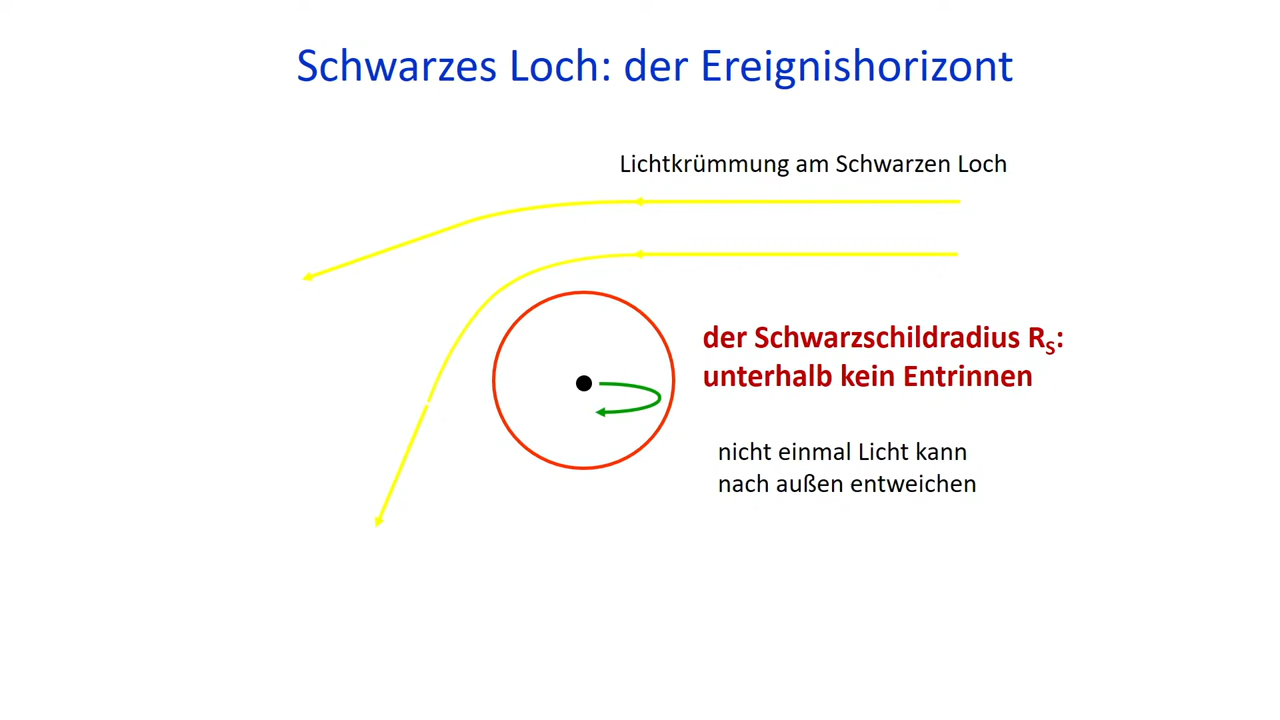 Schwarzes Loch: der Ereignishorizont
Lichtkrümmung am Schwarzen Loch
der Schwarzschildradius R_S:
unterhalb kein Entrinnen
nicht einmal Licht kann
nach außen entweichen